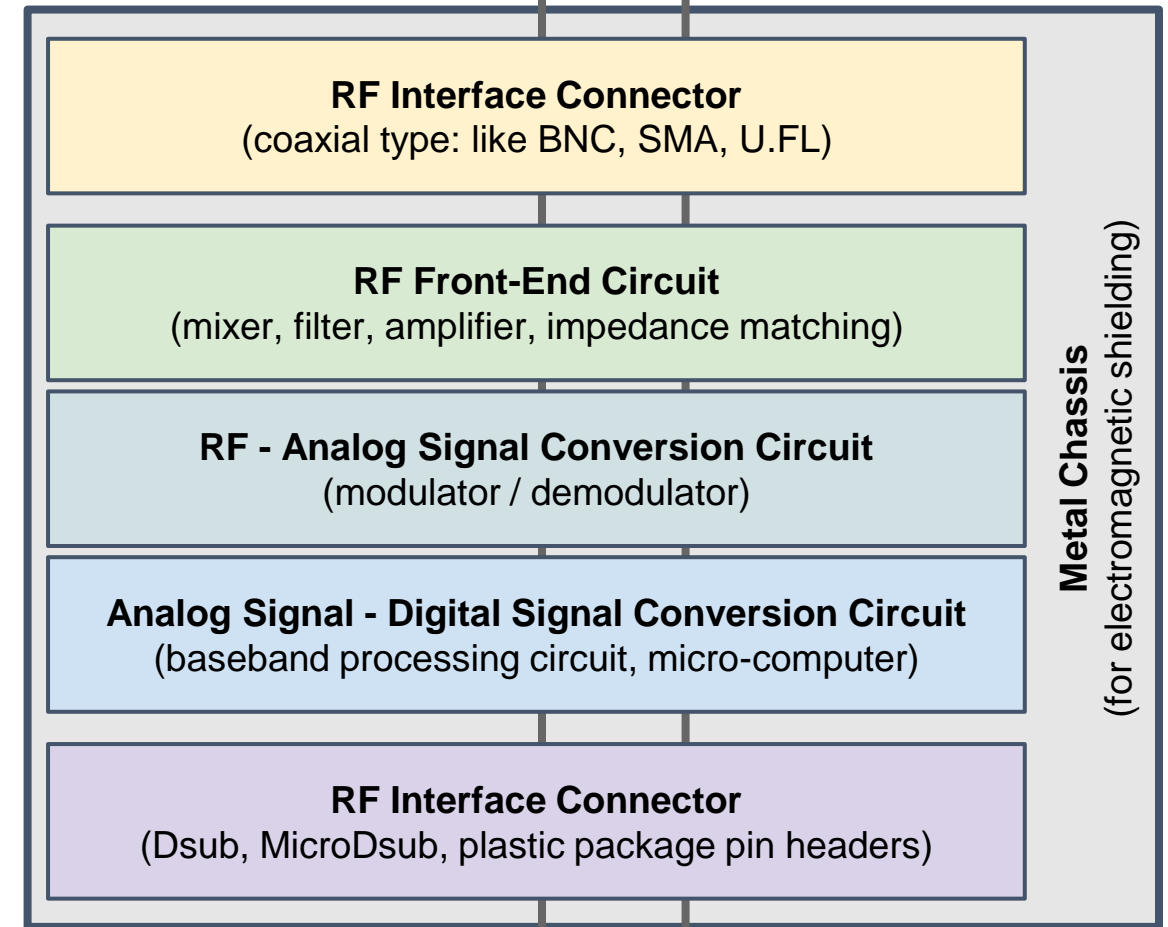 RF Interface Connector
(coaxial type: like BNC, SMA, U.FL)
RF Front-End Circuit
(mixer, filter, amplifier, impedance matching)
RF - Analog Signal Conversion Circuit
(modulator / demodulator)
Analog Signal - Digital Signal Conversion Circuit
(baseband processing circuit, micro-computer)
RF Interface Connector
(Dsub, MicroDsub, plastic package pin headers)
Metal Chassis
(for electromagnetic shielding)